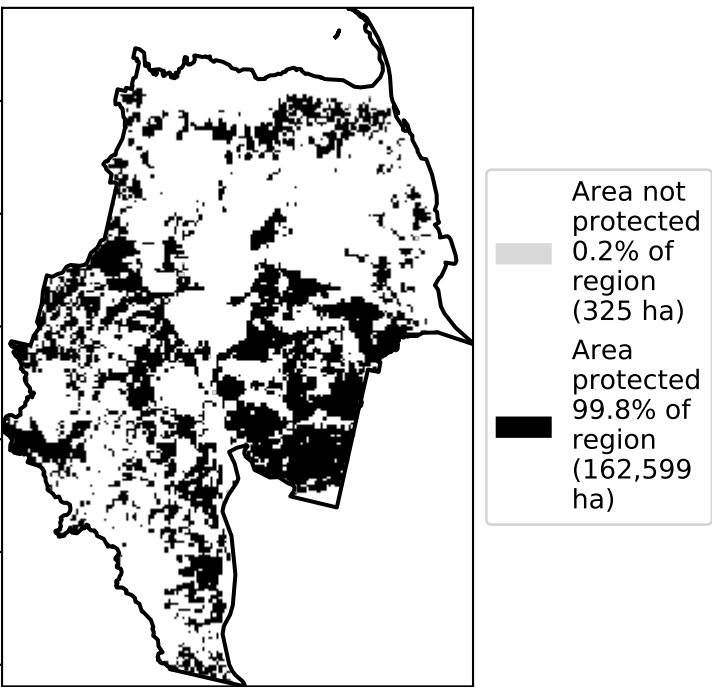 Area not
protected
0.2% of
region
(325 ha)
Area
protected
99.8% of
region
(162,599
ha)